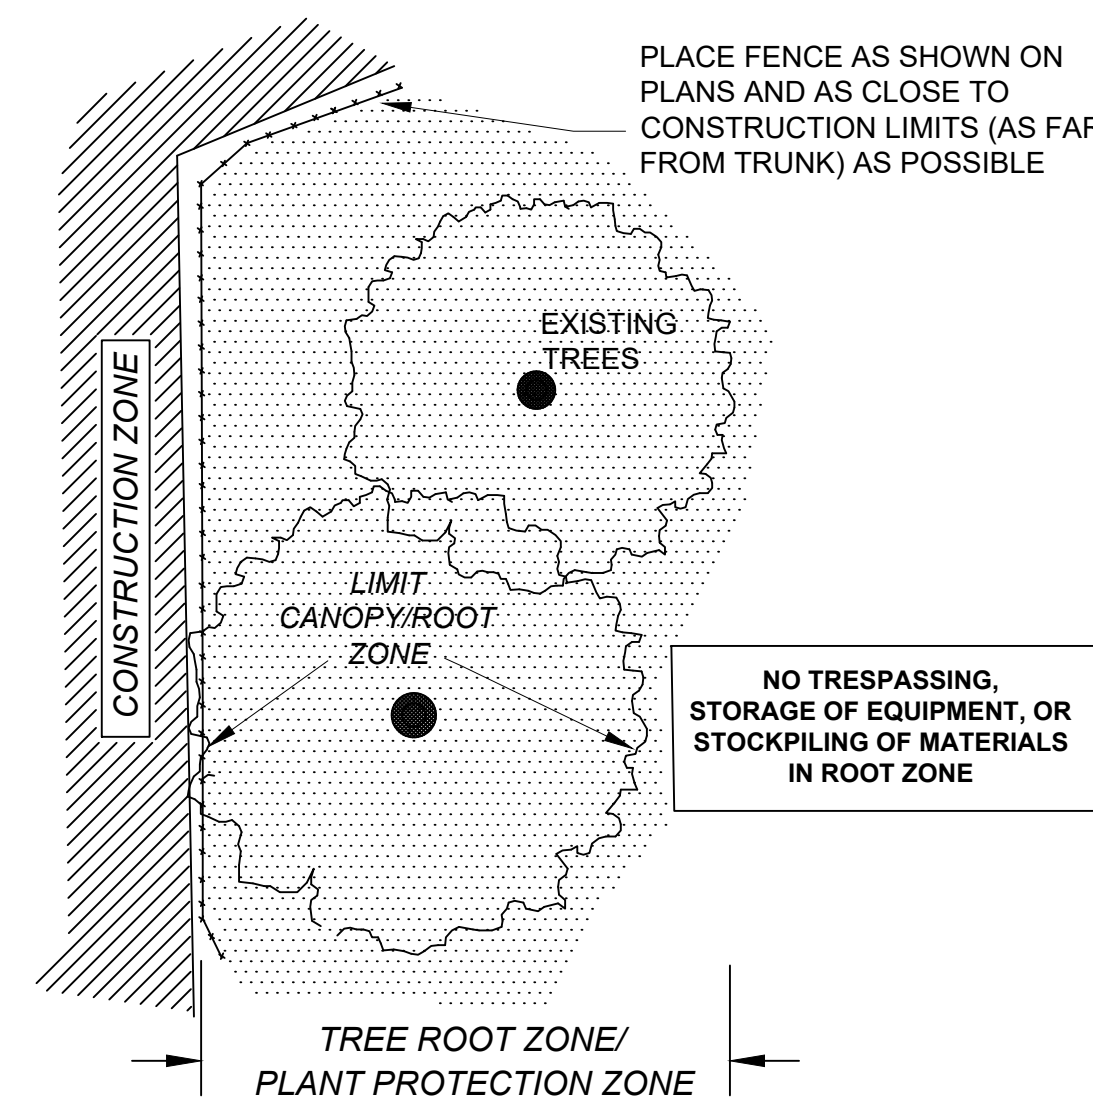 PLACE FENCE AS SHOWN ON
PLANS AND AS CLOSE TO
CONSTRUCTION LIMITS (AS FAR
FROM TRUNK) AS POSSIBLE
EXISTING
TREES
CONSTRUCTION ZONE
LIMIT
CANOPY/ROOT
ZONE
NO TRESPASSING,
STORAGE OF EQUIPMENT, OR
STOCKPILING OF MATERIALS
IN ROOT ZONE
TREE ROOT ZONE/
PLANT PROTECTION ZONE